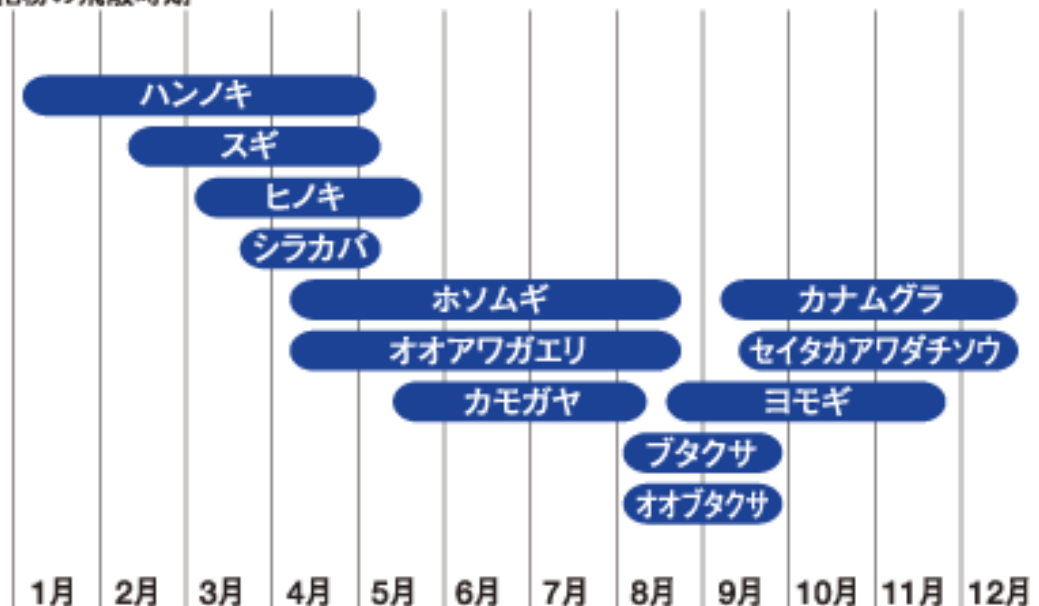 ハンノキ
スギ
ヒノキ
シラカバ
ホソムギ カナムグラ
オオアワガエリ セイタカアワダチソウ
カモガヤ ヨモギ
ブタクサ
オオブタクサ
1月 2月 3月 4月 5月 6月 7月 8月 9月 10月 11月 12月